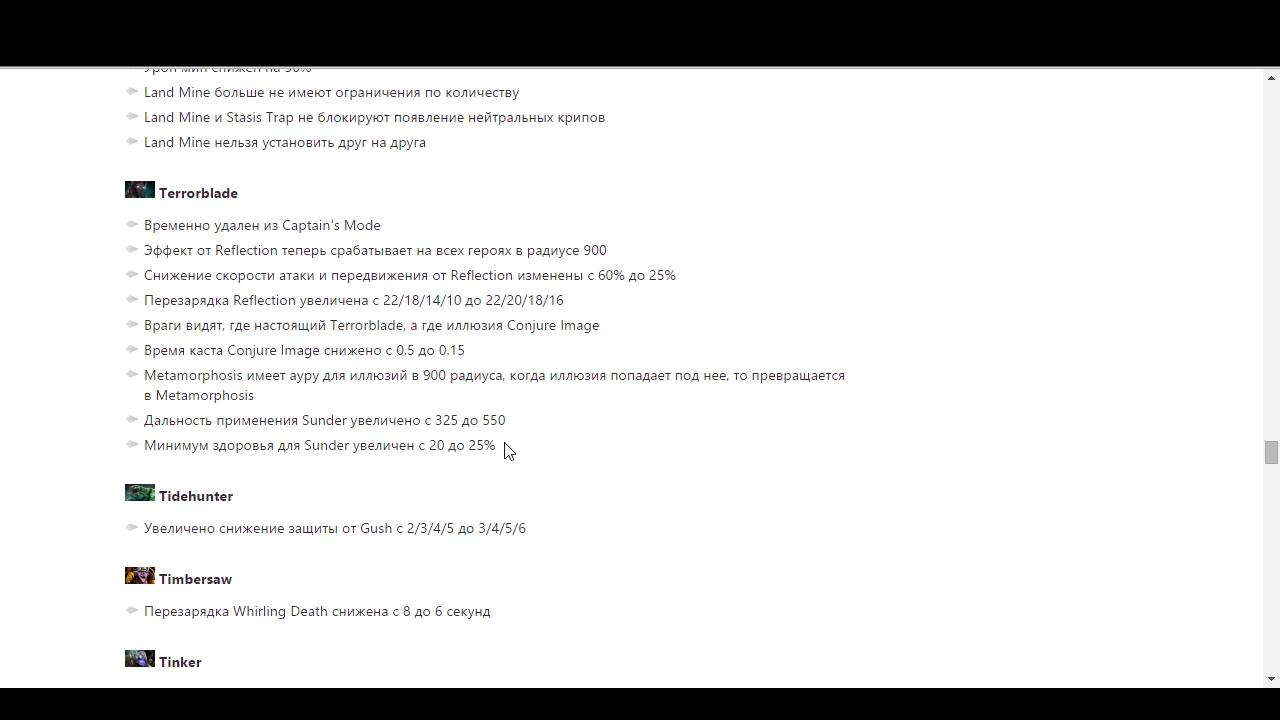 Land Mine больше не имеют ограничения по количеству
Land Mine и Stasis Trap не блокируют появление нейтральных крипов
Land Mine нельзя установить друг на друга
Terrorblade
Временно удален из Captain's Mode
Эффект от Reflection теперь срабатывает на всех героях в радиусе 900
Снижение скорости атаки и передвижения от Reflection изменены с 60% до 25%
Перезарядка Reflection увеличена с 22/18/14/10 до 22/20/18/16
Враги видят, где настоящий Terrorblade, а где иллюзия Conjure Image
Время каста Conjure Image снижено с 0.5 до 0.15
Metamorphosis имеет ауру для иллюзий в 900 радиуса, когда иллюзия попадает под нее, то превращается
в Metamorphosis
Дальность применения Sunder увеличено с 325 до 550
Минимум здоровья для Sunder увеличен с 20 до 25%
Tidehunter
Увеличено снижение защиты от Gush с 2/3/4/5 до 3/4/5/6
Timbersaw
Перезарядка Whirling Death снижена с 8 до 6 секунд
Tinker